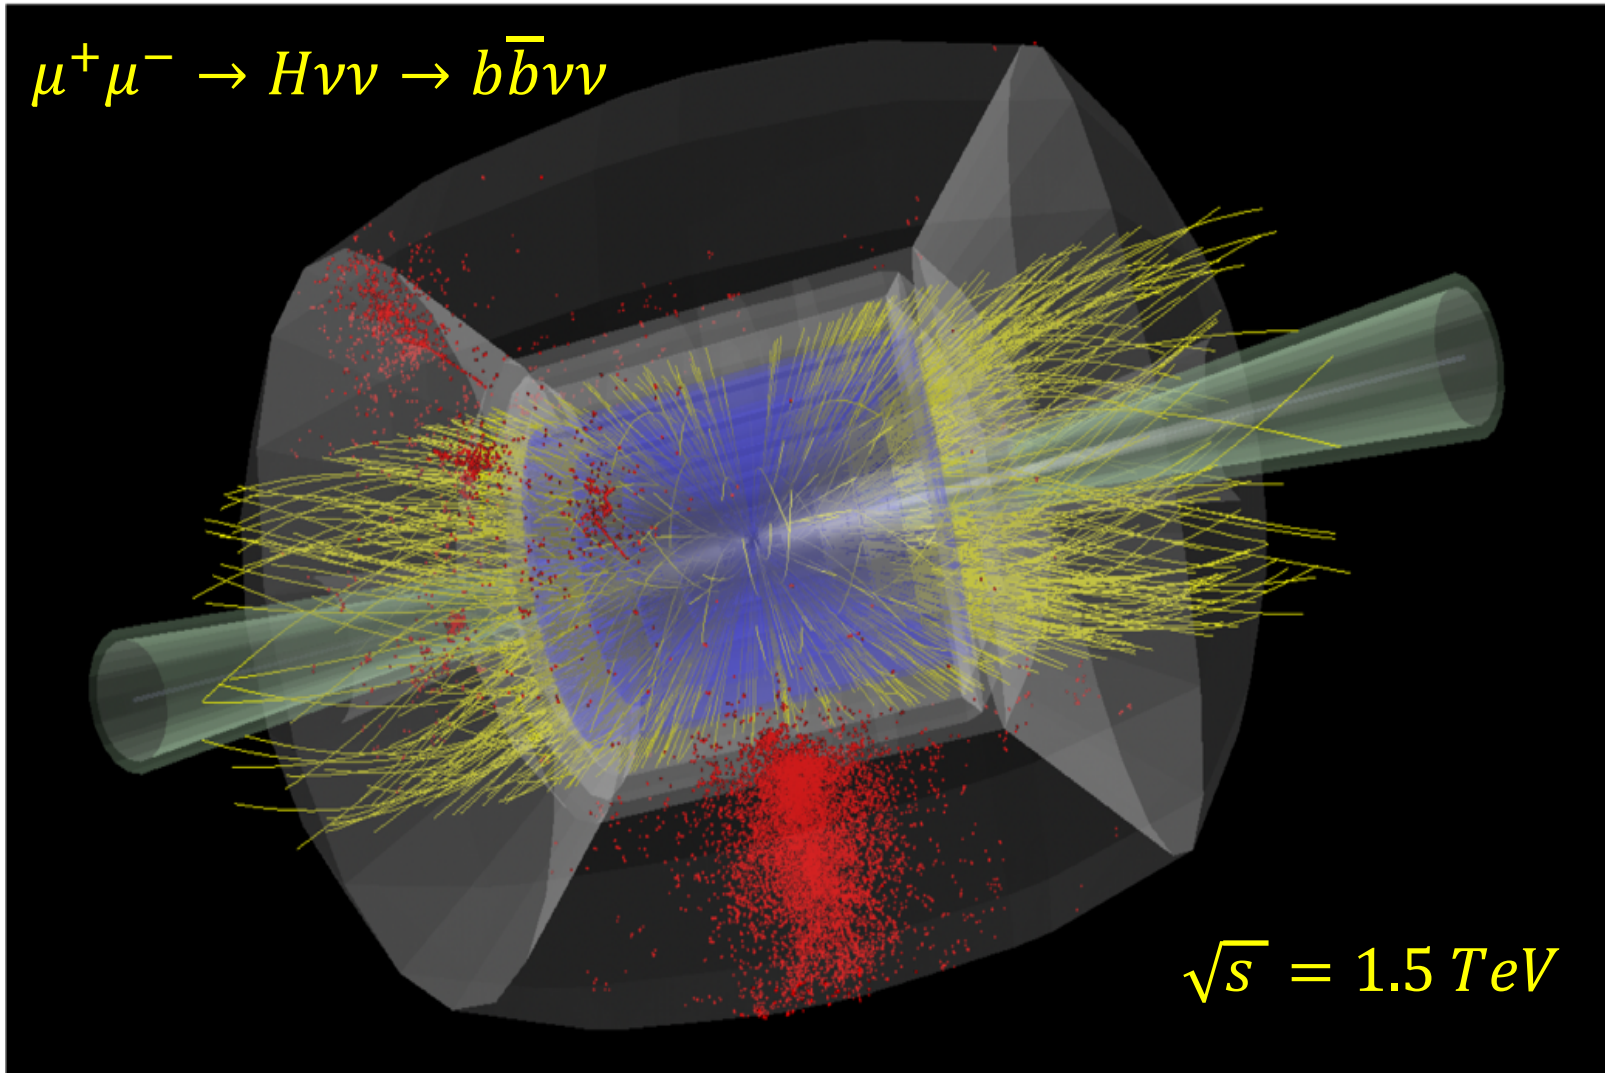 μ⁺μ⁻ → Hνν → bb̅νν
√s = 1.5 TeV